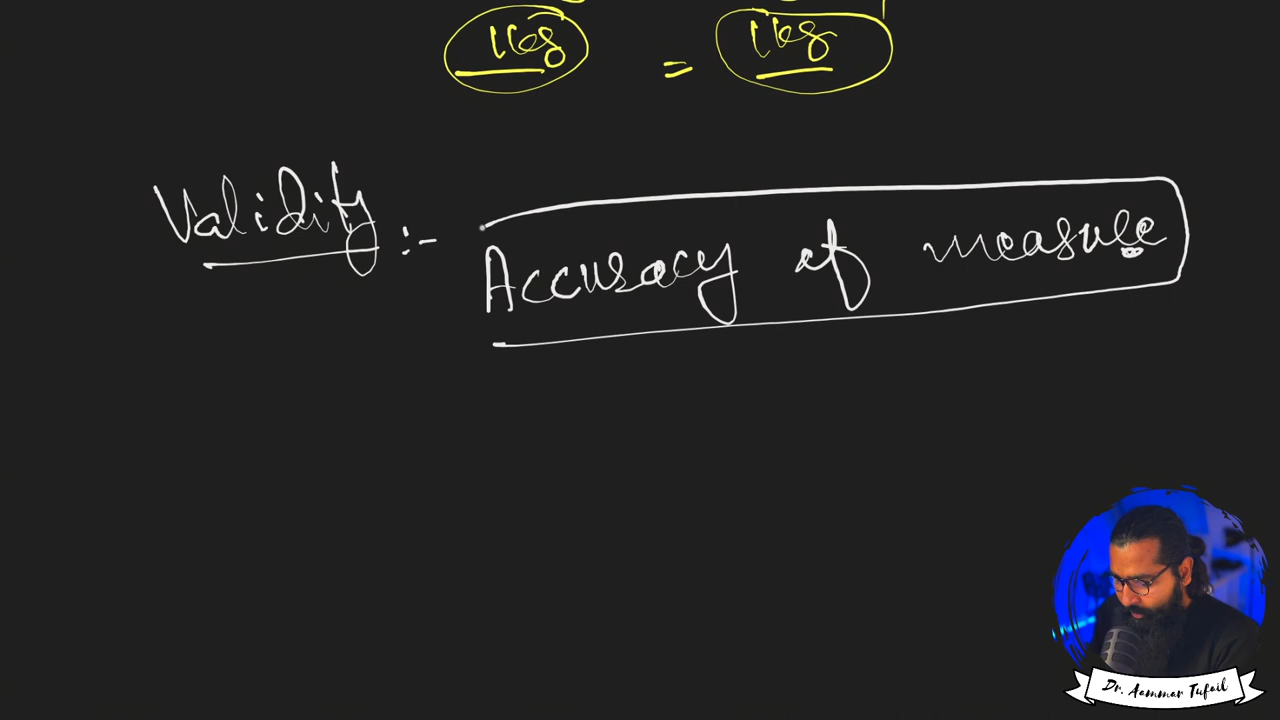 1kg = 1kg
Validity :- Accuracy of measure
Dr. Aammar Tufail